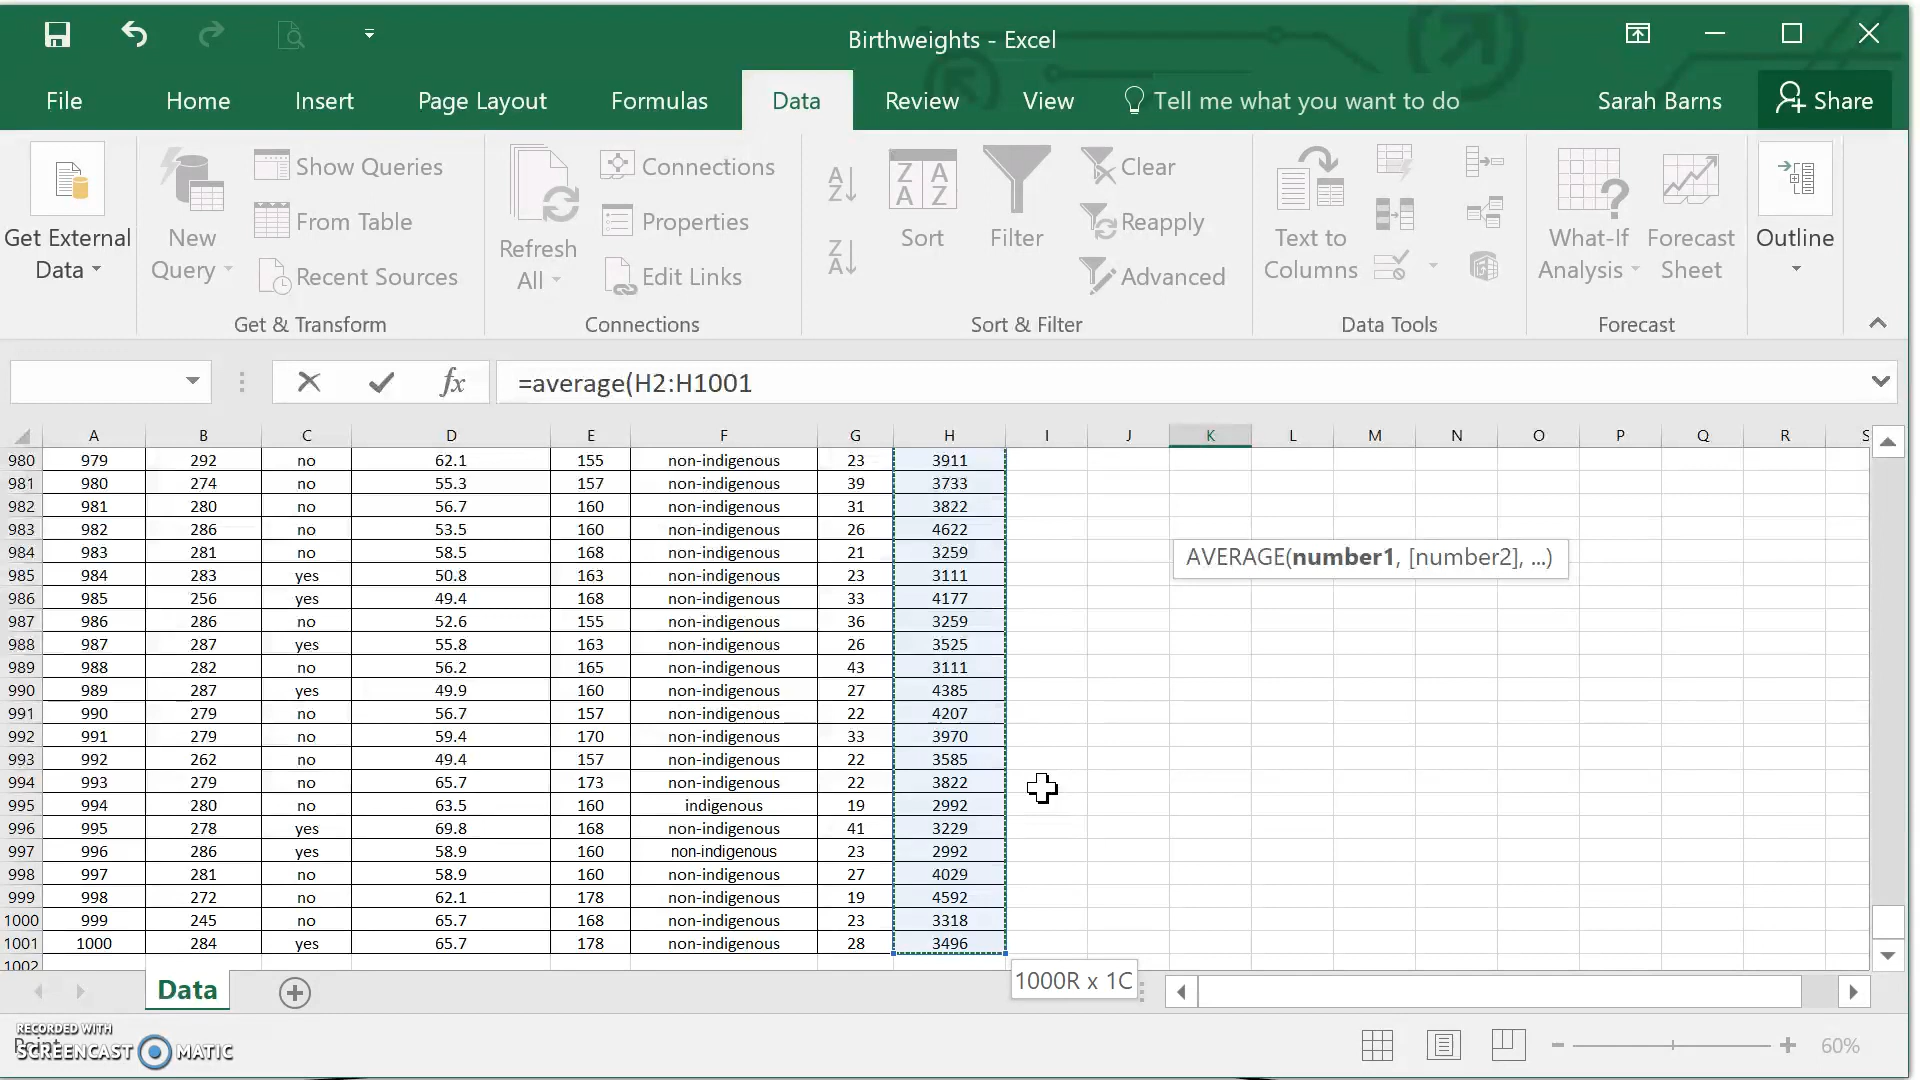 Birthweights - Excel
File Home Insert Page Layout Formulas Data Review View Tell me what you want to do Sarah Barns Share
Get External Data
New Query
Show Queries
From Table
Recent Sources
Get & Transform
Refresh All
Connections
Properties
Edit Links
Connections
A Z
Z A
Z A A Z
Sort
Filter
Clear
Reapply
Advanced
Sort & Filter
Text to Columns
Data Tools
What-If Analysis
Forecast Sheet
Forecast
Outline
fx =average(H2:H1001
A B C D E F G H I J K L M N O P Q R S
980 979 292 no 62.1 155 non-indigenous 23 3911
981 980 274 no 55.3 157 non-indigenous 39 3733
982 981 280 no 56.7 160 non-indigenous 31 3822
983 982 286 no 53.5 160 non-indigenous 26 4622
984 983 281 no 58.5 168 non-indigenous 21 3259
AVERAGE(number1, [number2], ...)
985 984 283 yes 50.8 163 non-indigenous 23 3111
986 985 256 yes 49.4 168 non-indigenous 33 4177
987 986 286 no 52.6 155 non-indigenous 36 3259
988 987 287 yes 55.8 163 non-indigenous 26 3525
989 988 282 no 56.2 165 non-indigenous 43 3111
990 989 287 yes 49.9 160 non-indigenous 27 4385
991 990 279 no 56.7 157 non-indigenous 22 4207
992 991 279 no 59.4 170 non-indigenous 33 3970
993 992 262 no 49.4 157 non-indigenous 22 3585
994 993 279 no 65.7 173 non-indigenous 22 3822
995 994 280 no 63.5 160 indigenous 19 2992
996 995 278 yes 69.8 168 non-indigenous 41 3229
997 996 286 yes 58.9 160 non-indigenous 23 2992
998 997 281 no 58.9 160 non-indigenous 27 4029
999 998 272 no 62.1 178 non-indigenous 19 4592
1000 999 245 no 65.7 168 non-indigenous 23 3318
1001 1000 284 yes 65.7 178 non-indigenous 28 3496
1002
1000R x 1C
Data
RECORDED WITH
SCREENCAST MATIC
Point
60%